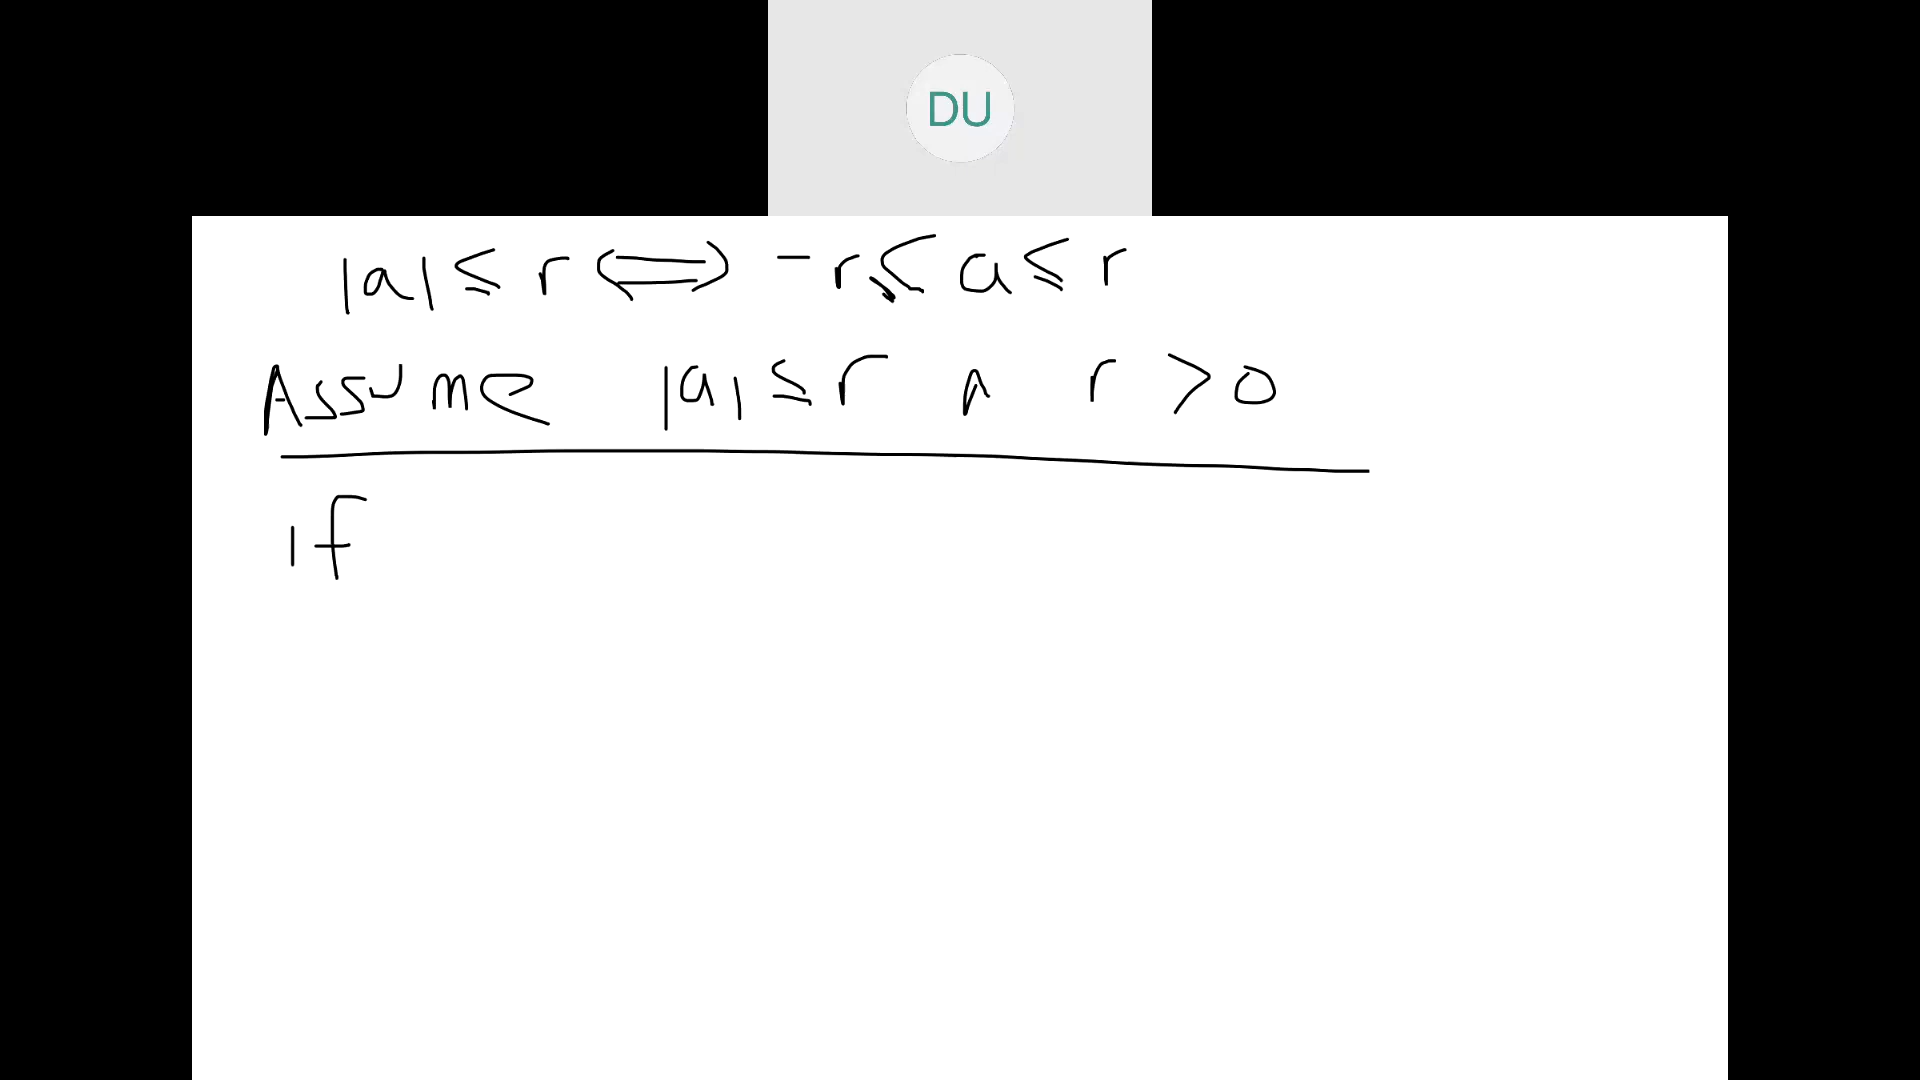 DU
|a| ≤ r ⟺ -r ≤ a ≤ r
Assume |a| ≤ r ∧ r > 0
if